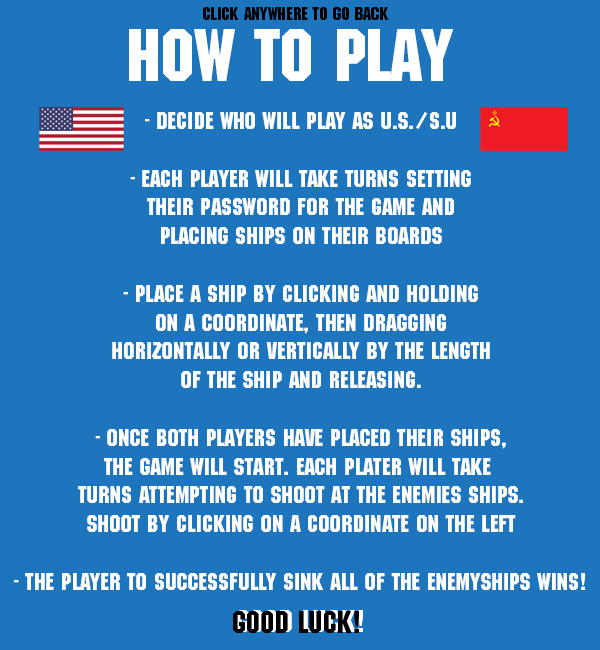 CLICK ANYWHERE TO GO BACK
HOW TO PLAY
- DECIDE WHO WILL PLAY AS U.S./S.U
- EACH PLAYER WILL TAKE TURNS SETTING
THEIR PASSWORD FOR THE GAME AND
PLACING SHIPS ON THEIR BOARDS
- PLACE A SHIP BY CLICKING AND HOLDING
ON A COORDINATE, THEN DRAGGING
HORIZONTALLY OR VERTICALLY BY THE LENGTH
OF THE SHIP AND RELEASING.
- ONCE BOTH PLAYERS HAVE PLACED THEIR SHIPS,
THE GAME WILL START. EACH PLATER WILL TAKE
TURNS ATTEMPTING TO SHOOT AT THE ENEMIES SHIPS.
SHOOT BY CLICKING ON A COORDINATE ON THE LEFT
- THE PLAYER TO SUCCESSFULLY SINK ALL OF THE ENEMYSHIPS WINS!
GOOD LUCK!